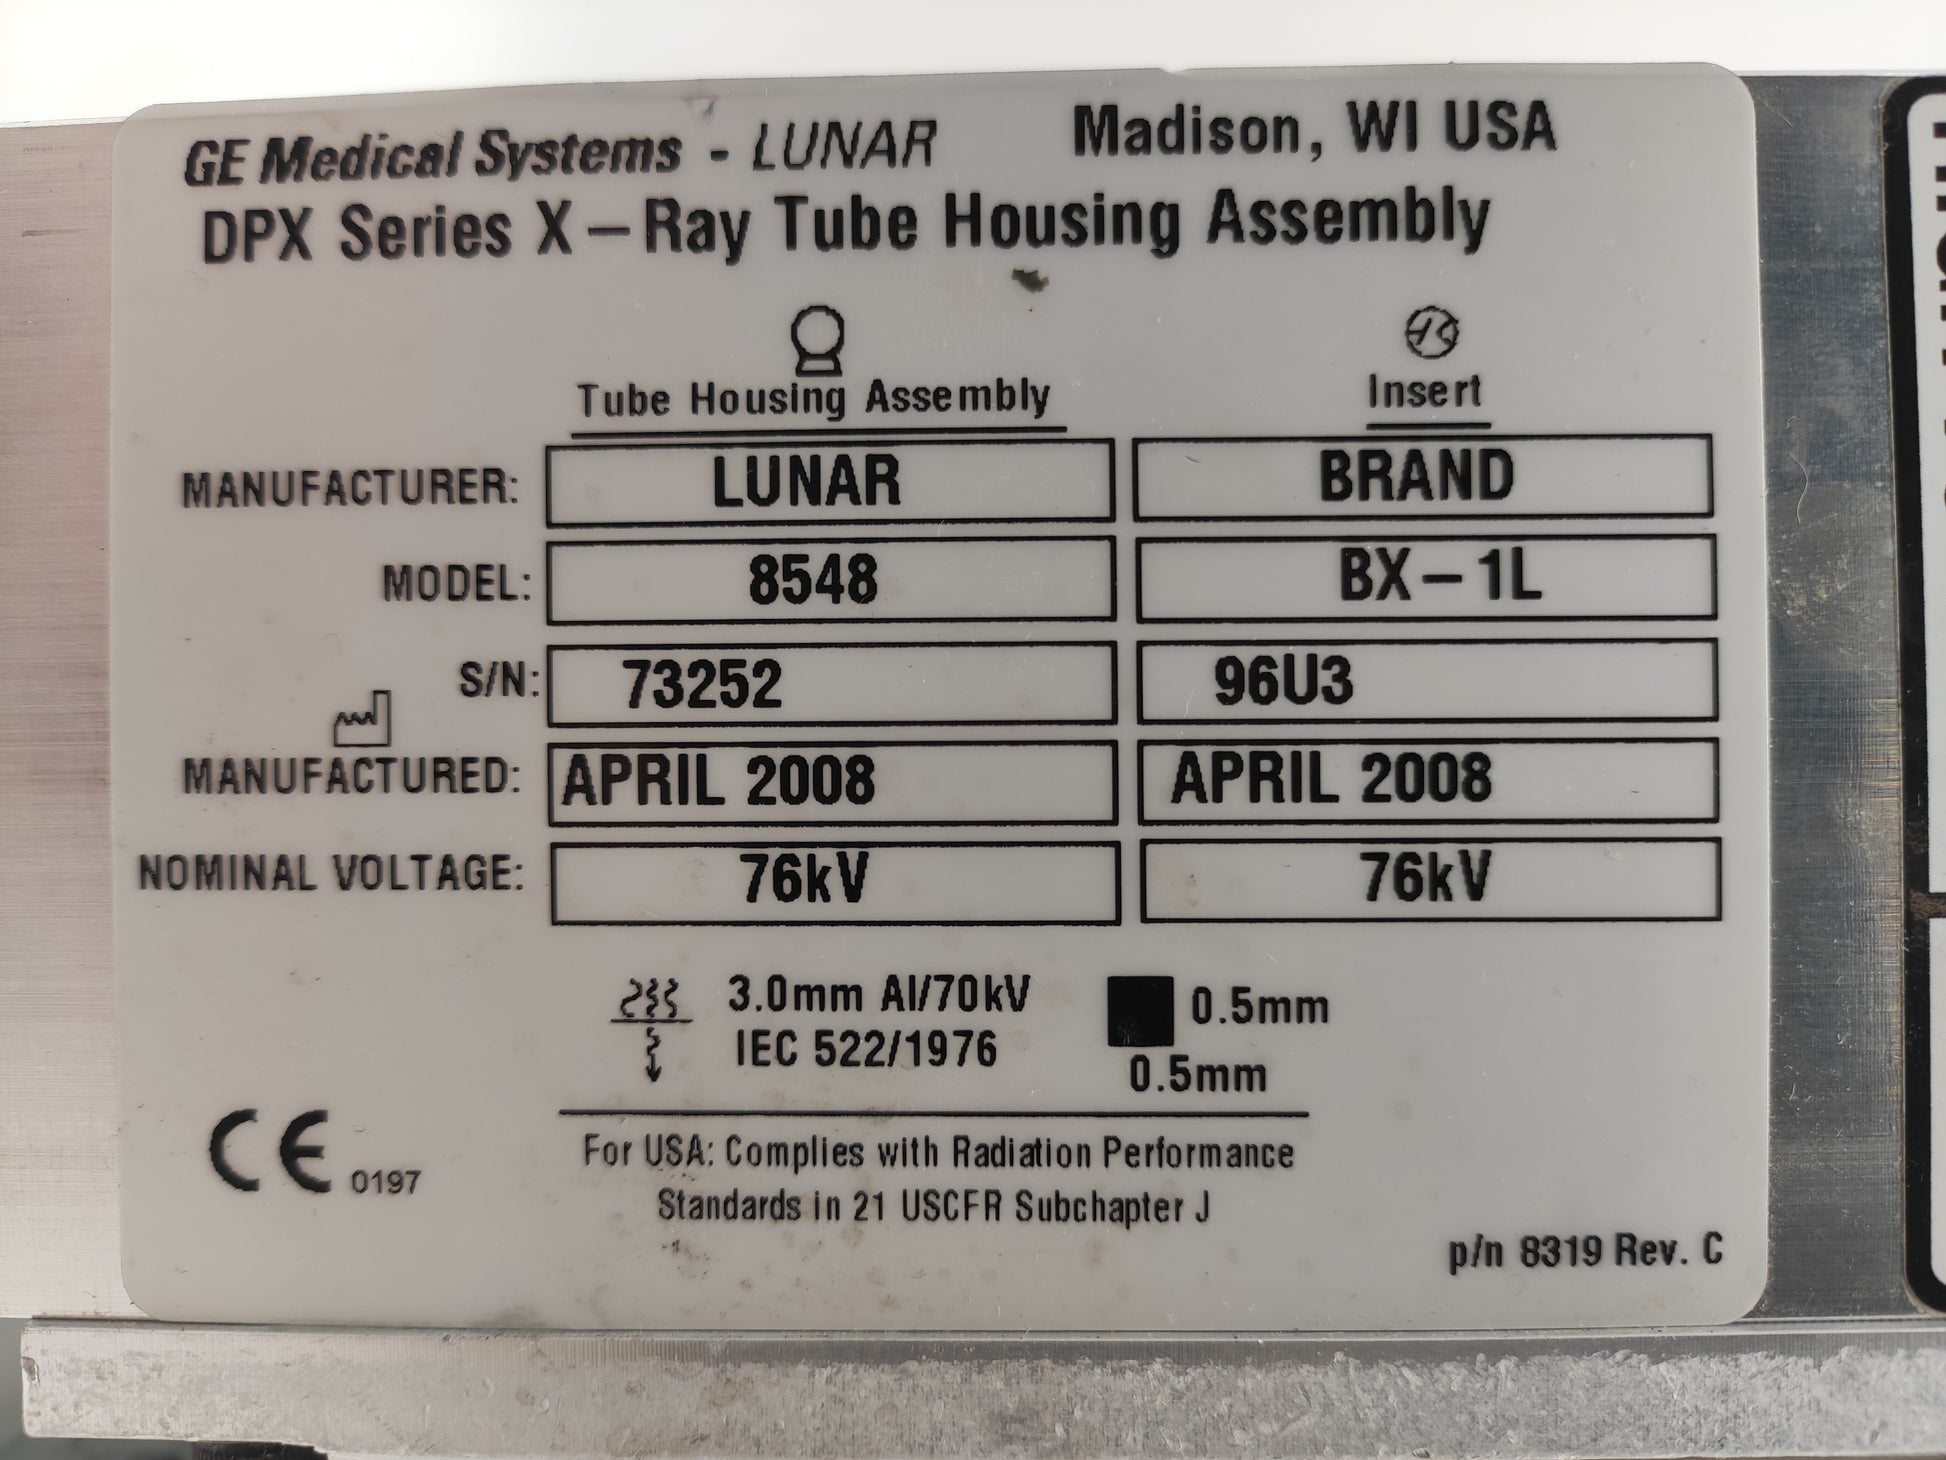 GE Medical Systems - LUNAR Madison, WI USA
DPX Series X-Ray Tube Housing Assembly
Tube Housing Assembly Insert
MANUFACTURER: LUNAR BRAND
MODEL: 8548 BX-1L
S/N: 73252 96U3
MANUFACTURED: APRIL 2008 APRIL 2008
NOMINAL VOLTAGE: 76kV 76kV
3.0mm Al/70kV 0.5mm
IEC 522/1976 0.5mm
For USA: Complies with Radiation Performance
CE 0197
Standards in 21 USCFR Subchapter J
p/n 8319 Rev. C